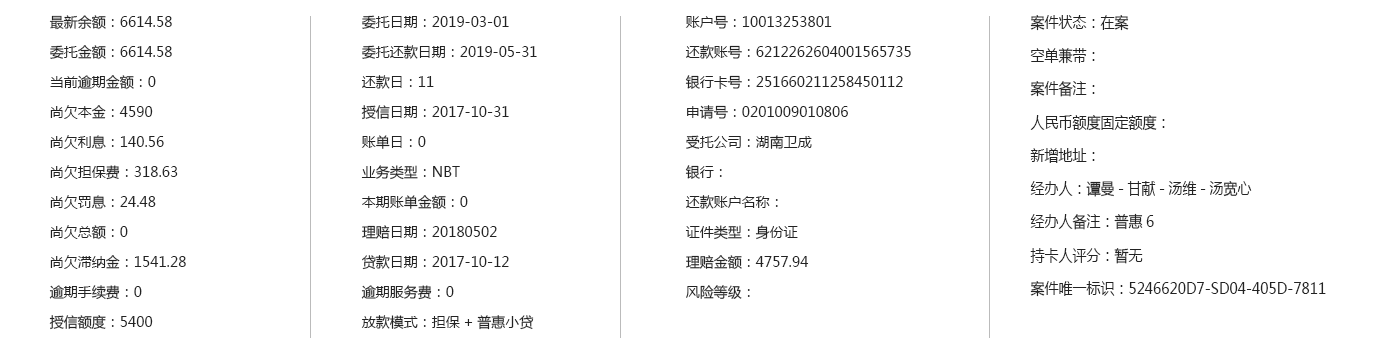 最新余额：6614.58
委托金额：6614.58
当前逾期金额：0
尚欠本金：4590
尚欠利息：140.56
尚欠担保费：318.63
尚欠罚息：24.48
尚欠总额：0
尚欠滞纳金：1541.28
逾期手续费：0
授信额度：5400
委托日期：2019-03-01
委托还款日期：2019-05-31
还款日：11
授信日期：2017-10-31
账单日：0
业务类型：NBT
本期账单金额：0
理赔日期：20180502
贷款日期：2017-10-12
逾期服务费：0
放款模式：担保 + 普惠小贷
账户号：10013253801
还款账号：6212262604001565735
银行卡号：251660211258450112
申请号：0201009010806
受托公司：湖南卫成
银行：
还款账户名称：
证件类型：身份证
理赔金额：4757.94
风险等级：
案件状态：在案
空单兼带：
案件备注：
人民币额度固定额度：
新增地址：
经办人：谭曼 - 甘献 - 汤维 - 汤宽心
经办人备注：普惠 6
持卡人评分：暂无
案件唯一标识：5246620D7-SD04-405D-7811